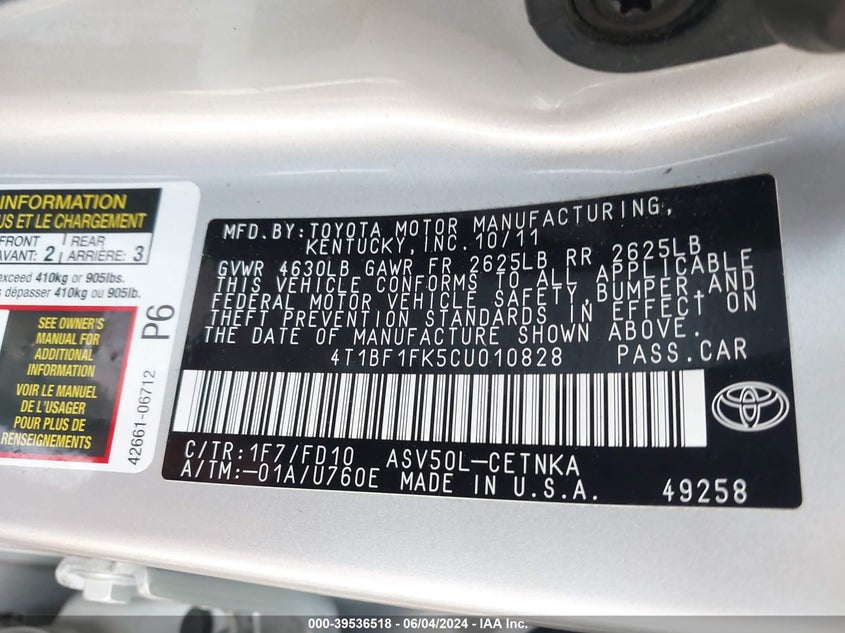 INFORMATION
US ET LE CHARGEMENT
FRONT
AVANT: 2
REAR
ARRIÈRE: 3
exceed 410kg or 905lbs.
s dépasser 410kg ou 905lb.
SEE OWNER'S
MANUAL FOR
ADDITIONAL
INFORMATION
VOIR LE MANUEL
DE L'USAGER
POUR PLUS DE
RENSEIGNEMENTS
42661-06712 P6
MFD.BY:TOYOTA MOTOR MANUFACTURING,
KENTUCKY,INC.10/11
GVWR 4630LB GAWR FR 2625LB RR 2625LB
THIS VEHICLE CONFORMS TO ALL APPLICABLE
FEDERAL MOTOR VEHICLE SAFETY,BUMPER,AND
THEFT PREVENTION STANDARDS IN EFFECT ON
THE DATE OF MANUFACTURE SHOWN ABOVE.
4T1BF1FK5CU010828 PASS.CAR
C/TR:1F7/FD10 ASV50L-CETNKA
A/TM:-01A/U760E MADE IN U.S.A. 49258
000-39536518 - 06/04/2024 - IAA Inc.